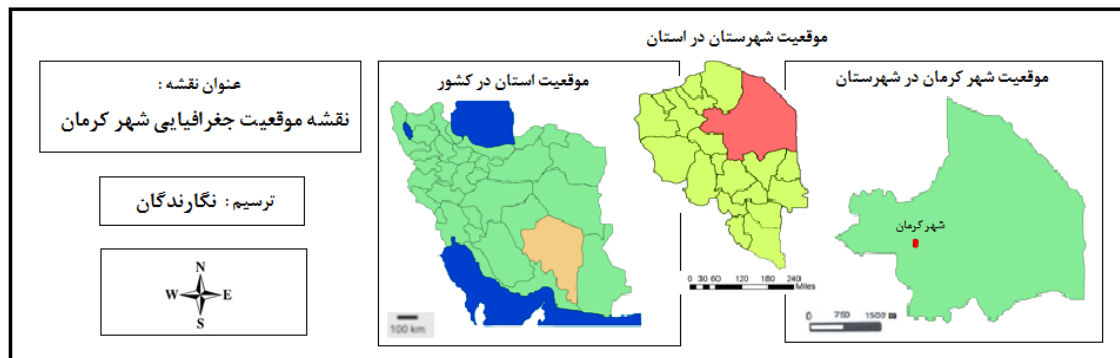 موقعیت شهرستان در استان
موقعیت شهر کرمان در شهرستان
شهر کرمان
0 750 1500 m
0 30 60 120 180 240
Miles
موقعیت استان در کشور
100 km
عنوان نقشه :
نقشه موقعیت جغرافیایی شهر کرمان
ترسیم : نگارندگان
N
W E
S